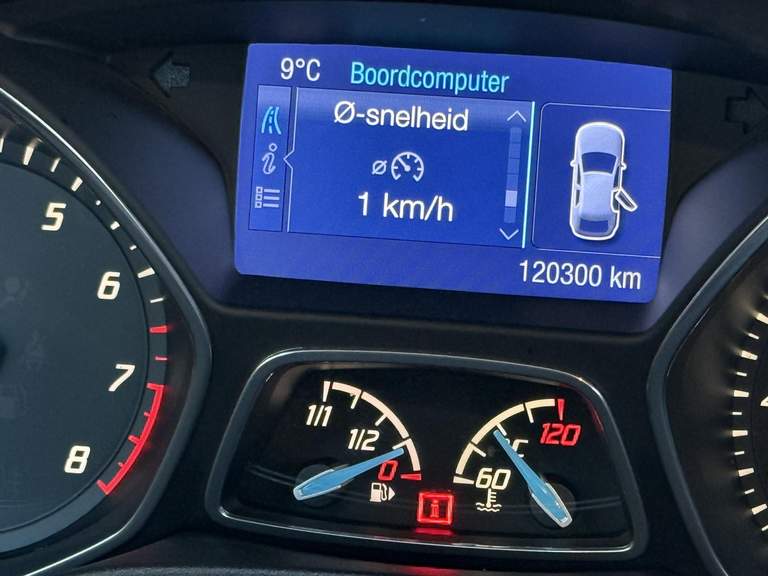 9°C Boordcomputer
Ø-snelheid
Ø
1 km/h
120300 km
5
6
7
8
1/1
1/2
0
i
60
°C
120